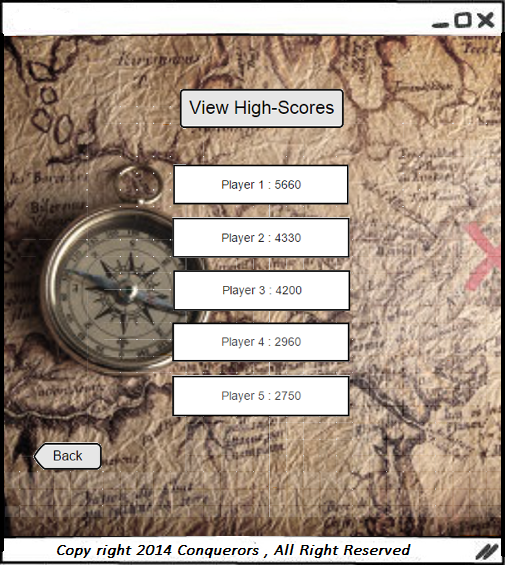 View High-Scores
Player 1 : 5660
Player 2 : 4330
Player 3 : 4200
Player 4 : 2960
Player 5 : 2750
Back
Copy right 2014 Conquerors , All Right Reserved